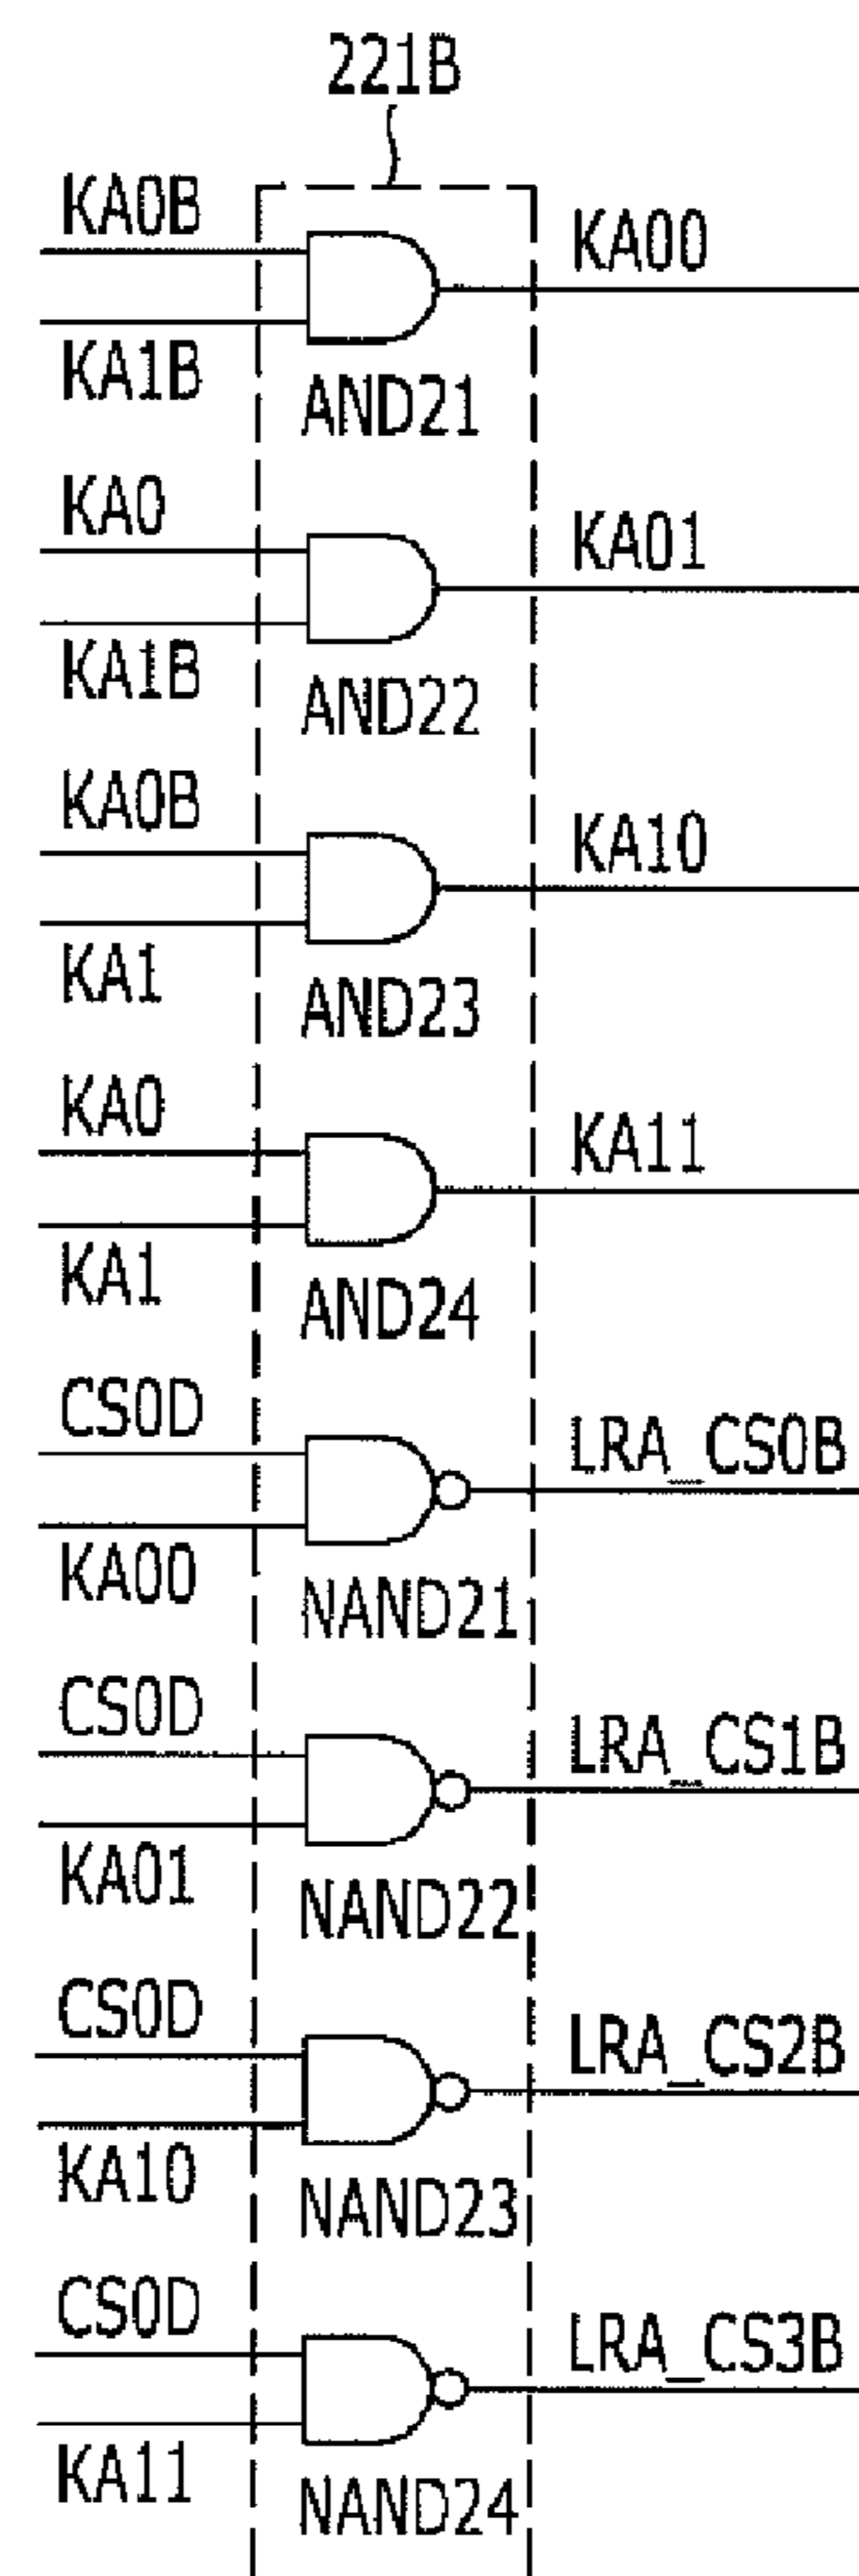 221B
KA0B
KA00
KA1B
AND21
KA0
KA01
KA1B
AND22
KA0B
KA10
KA1
AND23
KA0
KA11
KA1
AND24
CS0D
LRA_CS0B
KA00
NAND21
CS0D
LRA_CS1B
KA01
NAND22
CS0D
LRA_CS2B
KA10
NAND23
CS0D
LRA_CS3B
KA11
NAND24